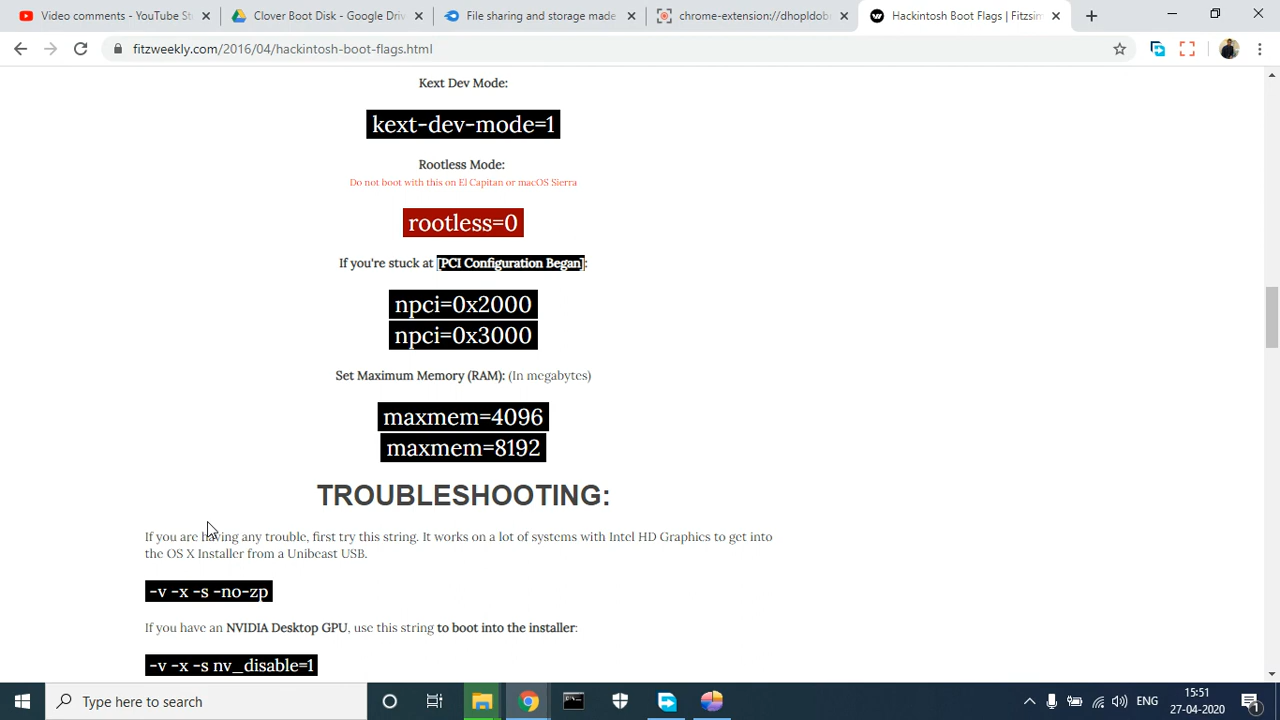 Video comments - YouTube St
Clover Boot Disk - Google Do
File sharing and storage made
chrome-extension://dhopldob
Hackintosh Boot Flags | Fitzsim
fitzweekly.com/2016/04/hackintosh-boot-flags.html
Kext Dev Mode:
kext-dev-mode=1
Rootless Mode:
Do not boot with this on El Capitan or macOS Sierra
rootless=0
If you're stuck at [PCI Configuration Began]:
npci=0x2000
npci=0x3000
Set Maximum Memory (RAM): (In megabytes)
maxmem=4096
maxmem=8192
TROUBLESHOOTING:
If you are having any trouble, first try this string. It works on a lot of systems with Intel HD Graphics to get into
the OS X Installer from a Unibeast USB.
-v -x -s -no-zp
If you have an NVIDIA Desktop GPU, use this string to boot into the installer:
-v -x -s nv_disable=1
Type here to search
ENG
15:51
27-04-2020
1